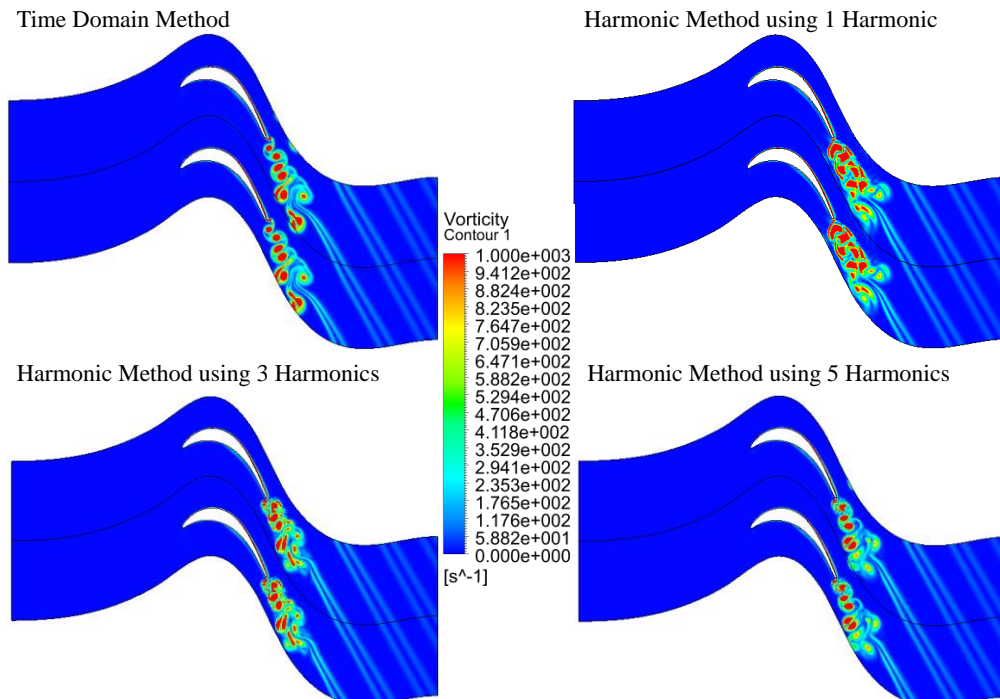 Time Domain Method
Harmonic Method using 1 Harmonic
Vorticity
Contour 1
1.000e+003
9.412e+002
8.824e+002
8.235e+002
7.647e+002
7.059e+002
6.471e+002
5.882e+002
5.294e+002
4.706e+002
4.118e+002
3.529e+002
2.941e+002
2.353e+002
1.765e+002
1.176e+002
5.882e+001
0.000e+000
[s^-1]
Harmonic Method using 3 Harmonics
Harmonic Method using 5 Harmonics